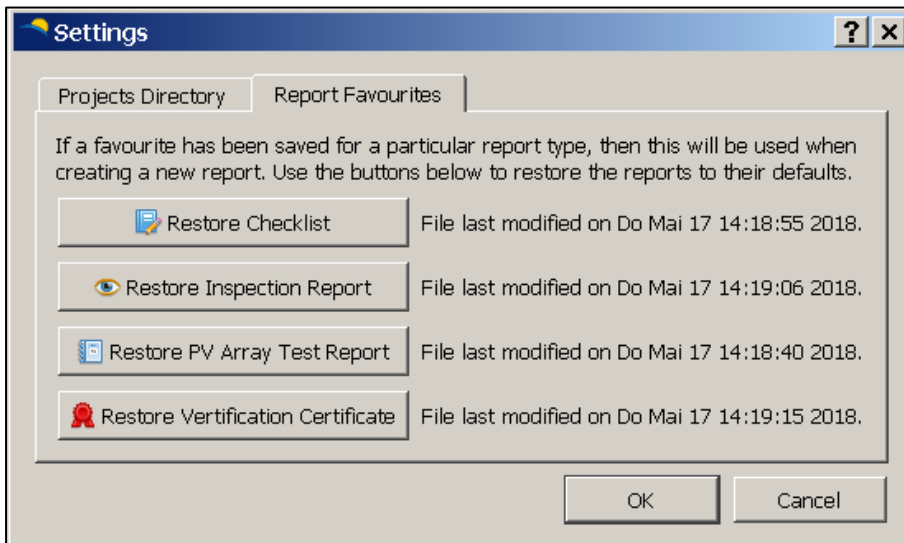 Settings
Projects Directory
Report Favourites
If a favourite has been saved for a particular report type, then this will be used when
creating a new report. Use the buttons below to restore the reports to their defaults.
Restore Checklist
File last modified on Do Mai 17 14:18:55 2018.
Restore Inspection Report
File last modified on Do Mai 17 14:19:06 2018.
Restore PV Array Test Report
File last modified on Do Mai 17 14:18:40 2018.
Restore Vertification Certificate
File last modified on Do Mai 17 14:19:15 2018.
OK
Cancel